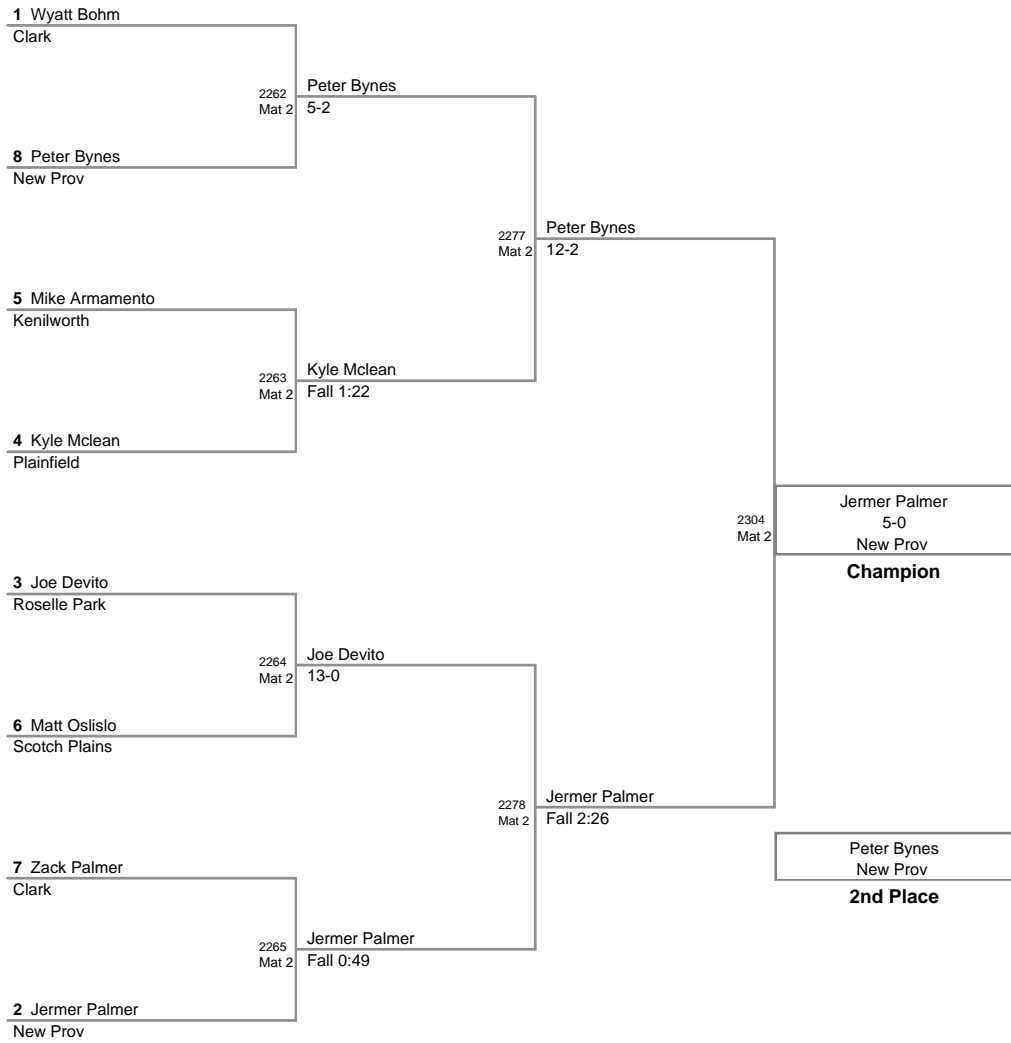 1 Wyatt Bohm
Clark
2262
Mat 2
Peter Bynes
5-2
8 Peter Bynes
New Prov
2277
Mat 2
Peter Bynes
12-2
5 Mike Armamento
Kenilworth
2263
Mat 2
Kyle Mclean
Fall 1:22
4 Kyle Mclean
Plainfield
2304
Mat 2
Jermer Palmer
5-0
New Prov
Champion
3 Joe Devito
Roselle Park
2264
Mat 2
Joe Devito
13-0
6 Matt Oslislo
Scotch Plains
2278
Mat 2
Jermer Palmer
Fall 2:26
Peter Bynes
New Prov
2nd Place
7 Zack Palmer
Clark
2265
Mat 2
Jermer Palmer
Fall 0:49
2 Jermer Palmer
New Prov